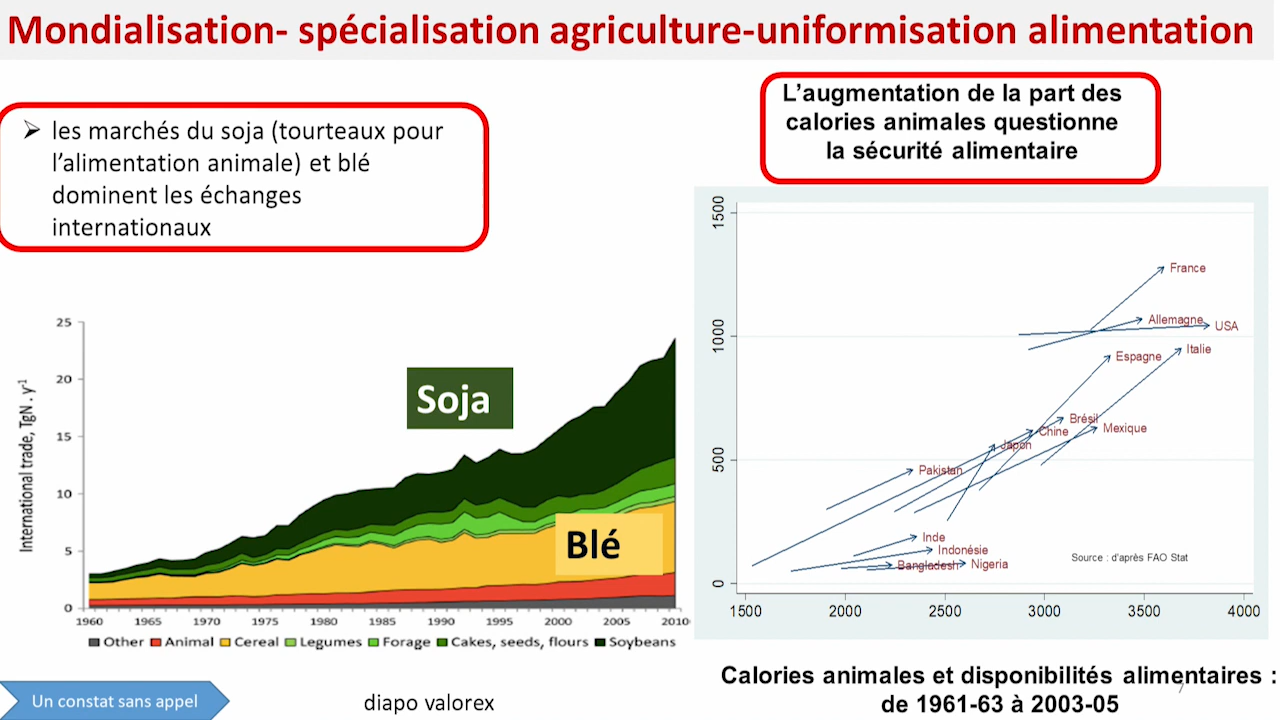 Mondialisation- spécialisation agriculture-uniformisation alimentation
➢ les marchés du soja (tourteaux pour
l'alimentation animale) et blé
dominent les échanges
internationaux
L'augmentation de la part des
calories animales questionne
la sécurité alimentaire
International trade, TgN . y-1
25
20
15
10
5
0
Soja
Blé
1960 1965 1970 1975 1980 1985 1990 1995 2000 2005 2010
Other Animal Cereal Legumes Forage Cakes, seeds, flours Soybeans
1500
1000
500
0
France
Allemagne
USA
Italie
Espagne
Brésil
Mexique
Chine
Japon
Pakistan
Inde
Indonésie
Bangladesh
Nigeria
Source : d'après FAO Stat
1500 2000 2500 3000 3500 4000
Calories animales et disponibilités alimentaires :
de 1961-63 à 2003-05
7
Un constat sans appel
diapo valorex